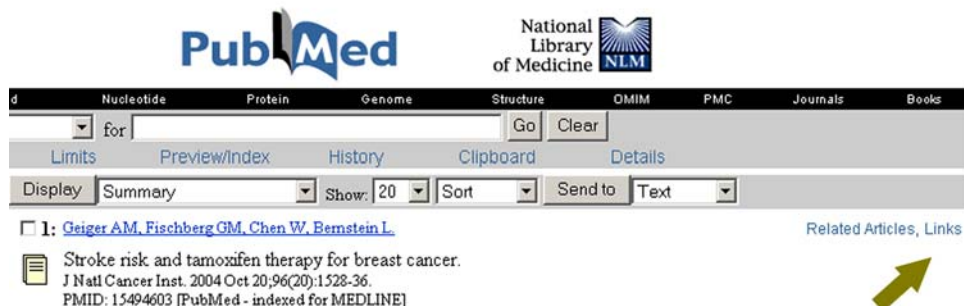 PubMed
National
Library
of Medicine NLM
d Nucleotide Protein Genome Structure OMIM PMC Journals Books
for Go Clear
Limits Preview/Index History Clipboard Details
Display Summary Show: 20 Sort Send to Text
1: Geiger AM, Fischberg GM, Chen W, Bernstein L. Related Articles, Links
Stroke risk and tamoxifen therapy for breast cancer.
J Natl Cancer Inst. 2004 Oct 20;96(20):1528-36.
PMID: 15494603 [PubMed - indexed for MEDLINE]